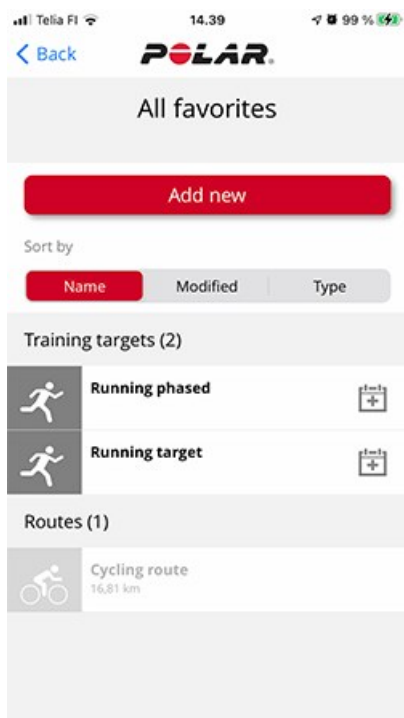 Telia FI 14.39 99 %
Back POLAR.
All favorites
Add new
Sort by
Name Modified Type
Training targets (2)
Running phased
Running target
Routes (1)
Cycling route
16,81 km